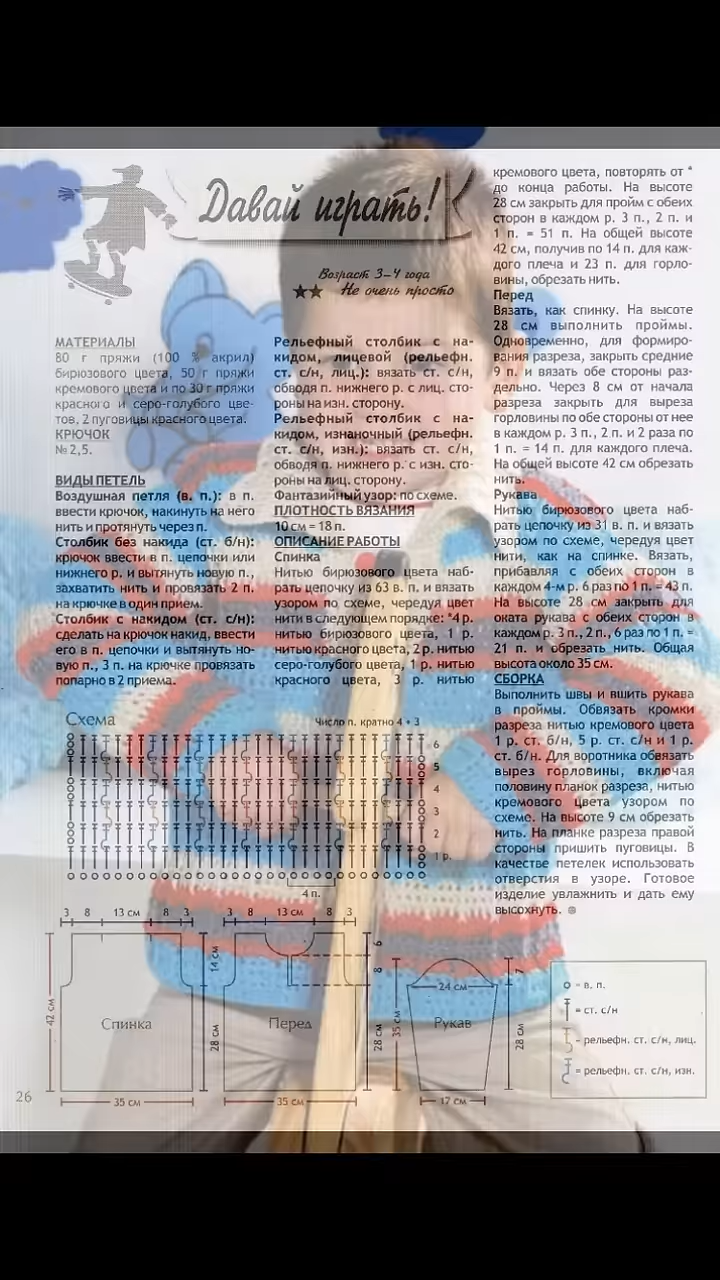 Давай играть!
Возраст 3–4 года
★★ Не очень просто
МАТЕРИАЛЫ
80 г пряжи (100 % акрил)
бирюзового цвета, 50 г пряжи
кремового цвета и по 30 г пряжи
красного и серо-голубого цве-
тов, 2 пуговицы красного цвета.
КРЮЧОК
№ 2,5.
ВИДЫ ПЕТЕЛЬ
Воздушная петля (в. п.): в п.
ввести крючок, накинуть на него
нить и протянуть через п.
Столбик без накида (ст. б/н):
крючок ввести в п. цепочки или
нижнего р. и вытянуть новую п.,
захватить нить и провязать 2 п.
на крючке в один прием.
Столбик с накидом (ст. с/н):
сделать на крючок накид, ввести
его в п. цепочки и вытянуть но-
вую п., 3 п. на крючке провязать
попарно в 2 приема.
Рельефный столбик с на-
кидом, лицевой (рельефн.
ст. с/н, лиц.): вязать ст. с/н,
обводя п. нижнего р. с лиц. сто-
роны на изн. сторону.
Рельефный столбик с на-
кидом, изнаночный (рельефн.
ст. с/н, изн.): вязать ст. с/н,
обводя п. нижнего р. с изн. сто-
роны на лиц. сторону.
Фантазийный узор: по схеме.
ПЛОТНОСТЬ ВЯЗАНИЯ
10 см = 18 п.
ОПИСАНИЕ РАБОТЫ
Спинка
Нитью бирюзового цвета наб-
рать цепочку из 63 в. п. и вязать
узором по схеме, чередуя цвет
нити в следующем порядке: *4 р.
нитью бирюзового цвета, 1 р.
нитью красного цвета, 2 р. нитью
серо-голубого цвета, 1 р. нитью
красного цвета, 3 р. нитью
кремового цвета, повторять от *
до конца работы. На высоте
28 см закрыть для пройм с обеих
сторон в каждом р. 3 п., 2 п. и
1 п. = 51 п. На общей высоте
42 см, получив по 14 п. для каж-
дого плеча и 23 п. для горло-
вины, обрезать нить.
Перед
Вязать, как спинку. На высоте
28 см выполнить проймы.
Одновременно, для формиро-
вания разреза, закрыть средние
9 п. и вязать обе стороны раз-
дельно. Через 8 см от начала
разреза закрыть для выреза
горловины по обе стороны от нее
в каждом р. 3 п., 2 п. и 2 раза по
1 п. = 14 п. для каждого плеча.
На общей высоте 42 см обрезать
нить.
Рукава
Нитью бирюзового цвета наб-
рать цепочку из 31 в. п. и вязать
узором по схеме, чередуя цвет
нити, как на спинке. Вязать,
прибавляя с обеих сторон в
каждом 4-м р. 6 раз по 1 п. = 43 п.
На высоте 28 см закрыть для
оката рукава с обеих сторон в
каждом р. 3 п., 2 п., 6 раз по 1 п. =
21 п. и обрезать нить. Общая
высота около 35 см.
СБОРКА
Выполнить швы и вшить рукава
в проймы. Обвязать кромки
разреза нитью кремового цвета
1 р. ст. б/н, 5 р. ст. с/н и 1 р.
ст. б/н. Для воротника обвязать
вырез горловины, включая
половину планок разреза, нитью
кремового цвета узором по
схеме. На высоте 9 см обрезать
нить. На планке разреза правой
стороны пришить пуговицы. В
качестве петелек использовать
отверстия в узоре. Готовое
изделие увлажнить и дать ему
высохнуть.
Схема
Число п. кратно 4 + 3
6
5
4
3
2
1 р.
4 п.
3 8 13 см 8 3
3 8 13 см 8 3
42 см
Спинка
14 см
28 см
35 см
Перед
6
8
28 см
35 см
35 см
24 см
Рукав
7
28 см
17 см
= в. п.
= ст. с/н
= рельефн. ст. с/н, лиц.
= рельефн. ст. с/н, изн.
26